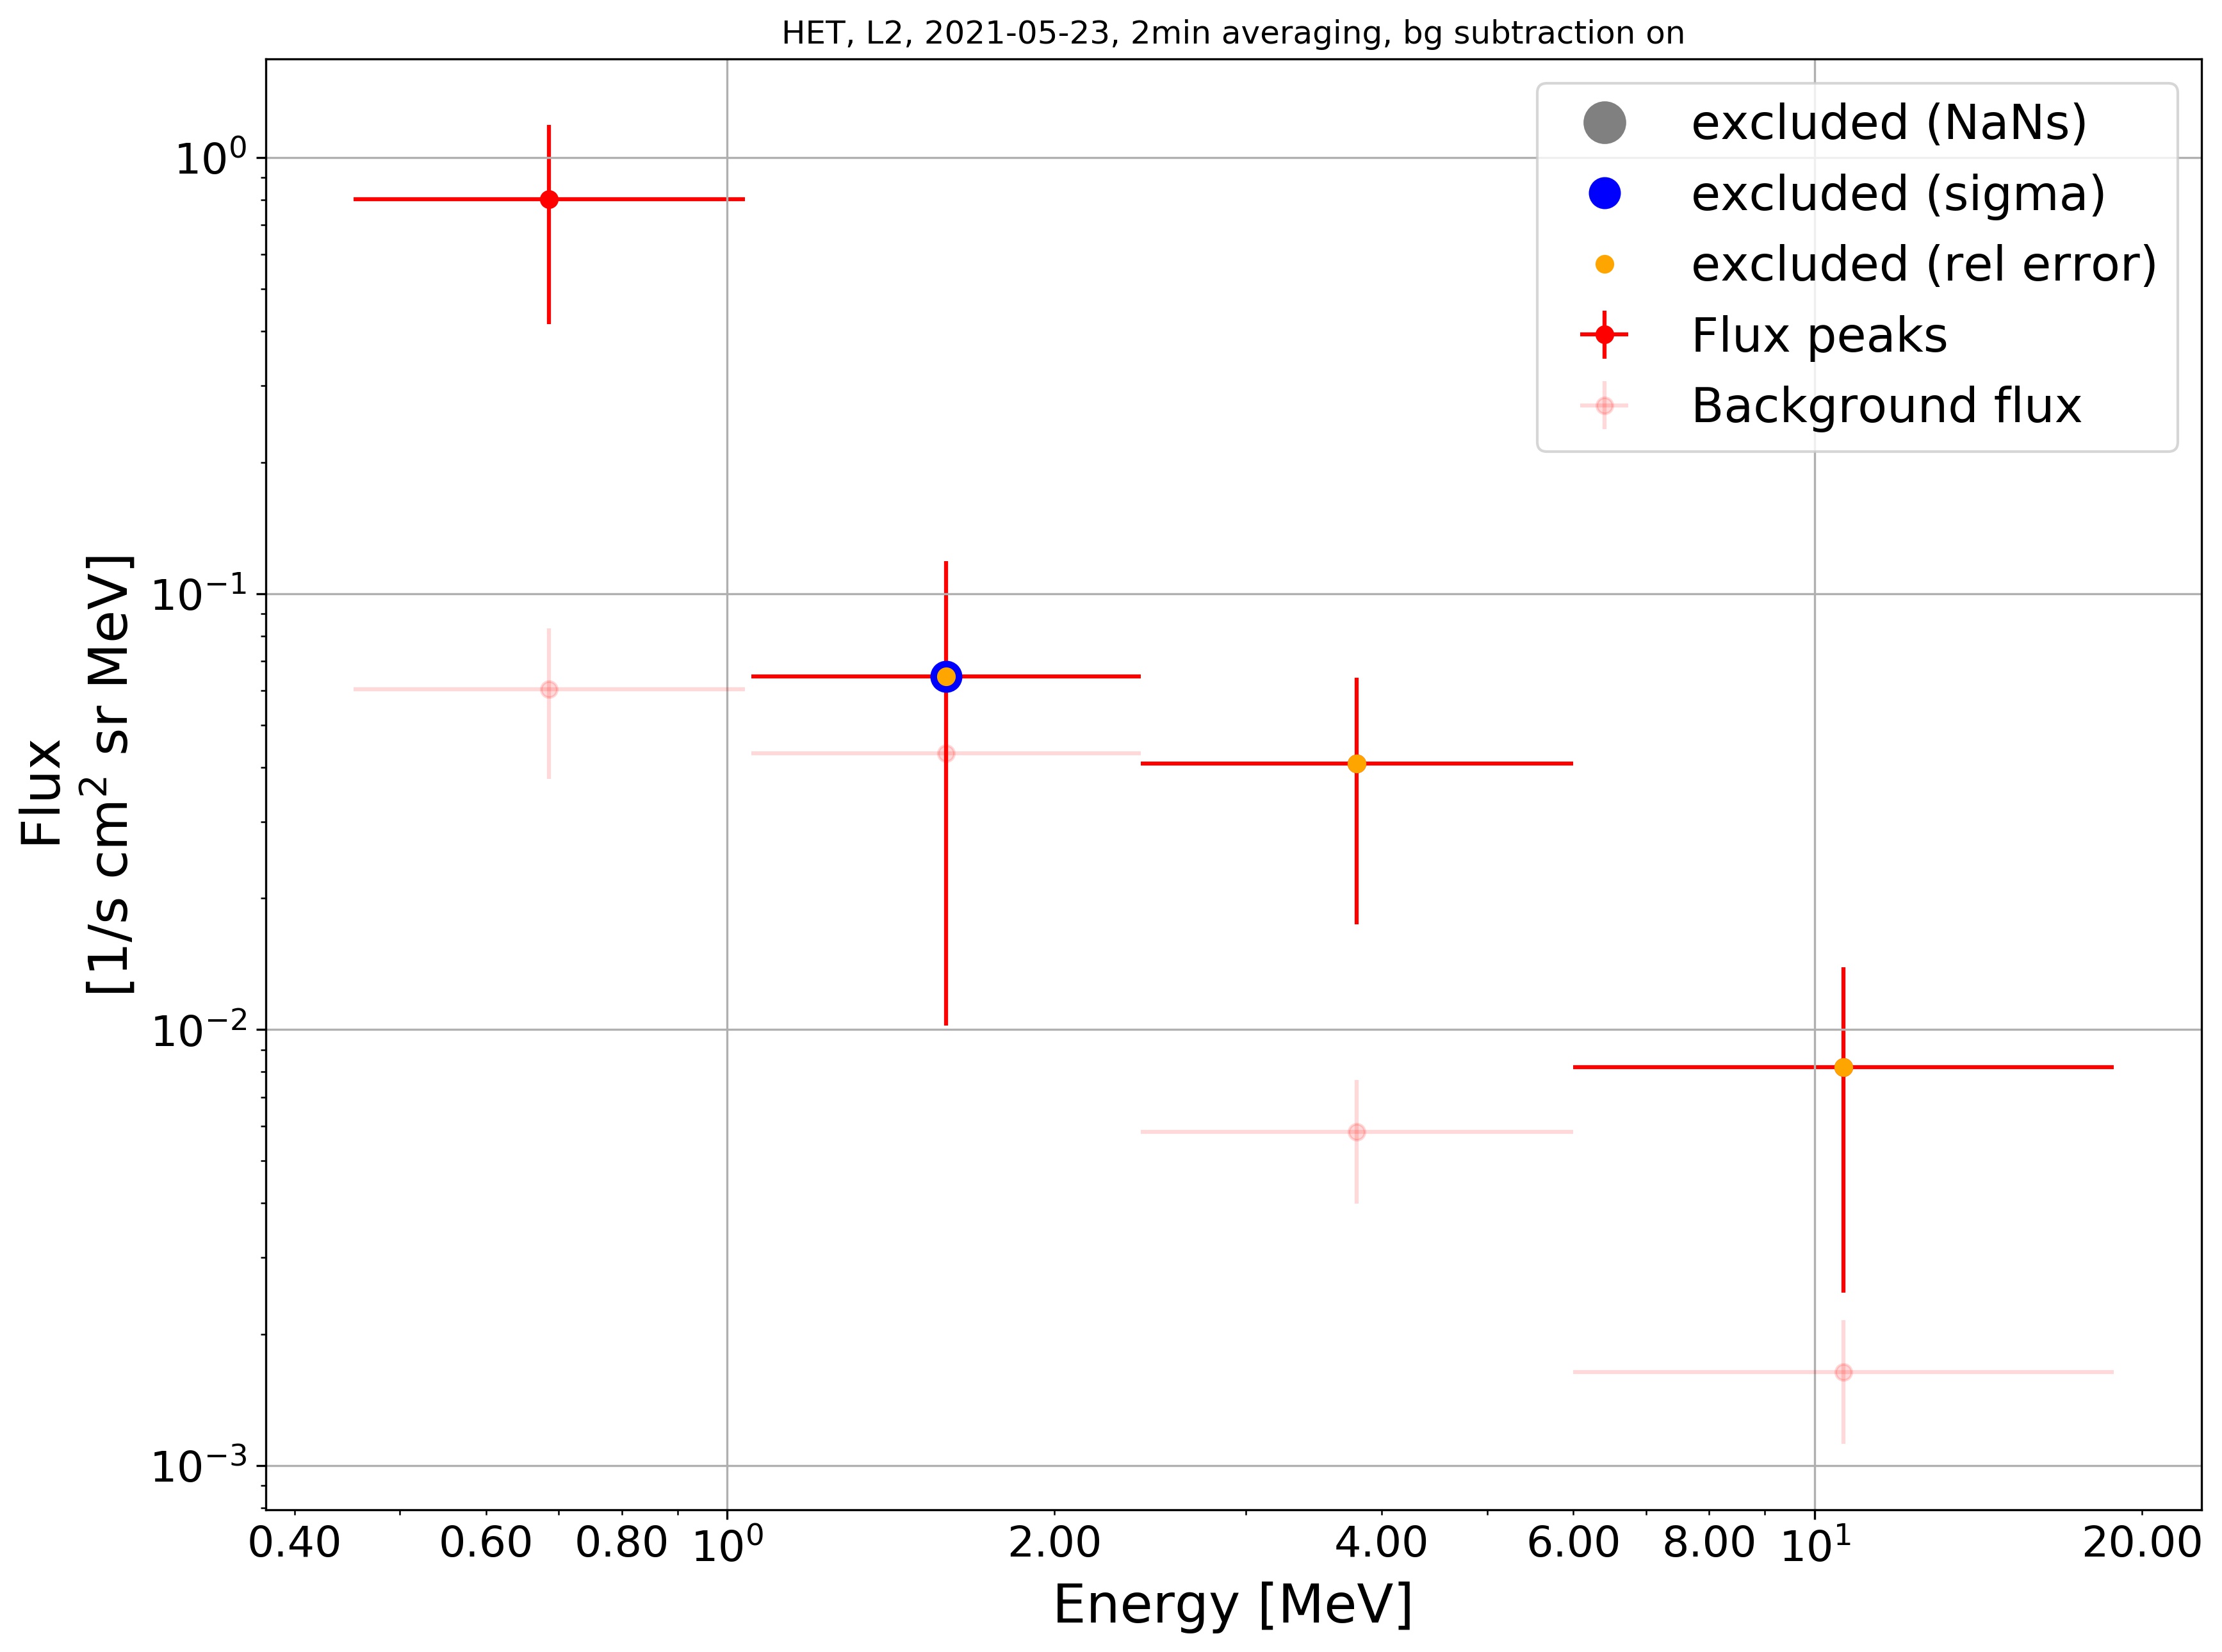 HET, L2, 2021-05-23, 2min averaging, bg subtraction on
excluded (NaNs)
excluded (sigma)
excluded (rel error)
Flux peaks
Background flux
Flux
[1/s cm² sr MeV]
10⁰
10⁻¹
10⁻²
10⁻³
0.40 0.60 0.80 10⁰ 2.00 4.00 6.00 8.00 10¹ 20.00
Energy [MeV]